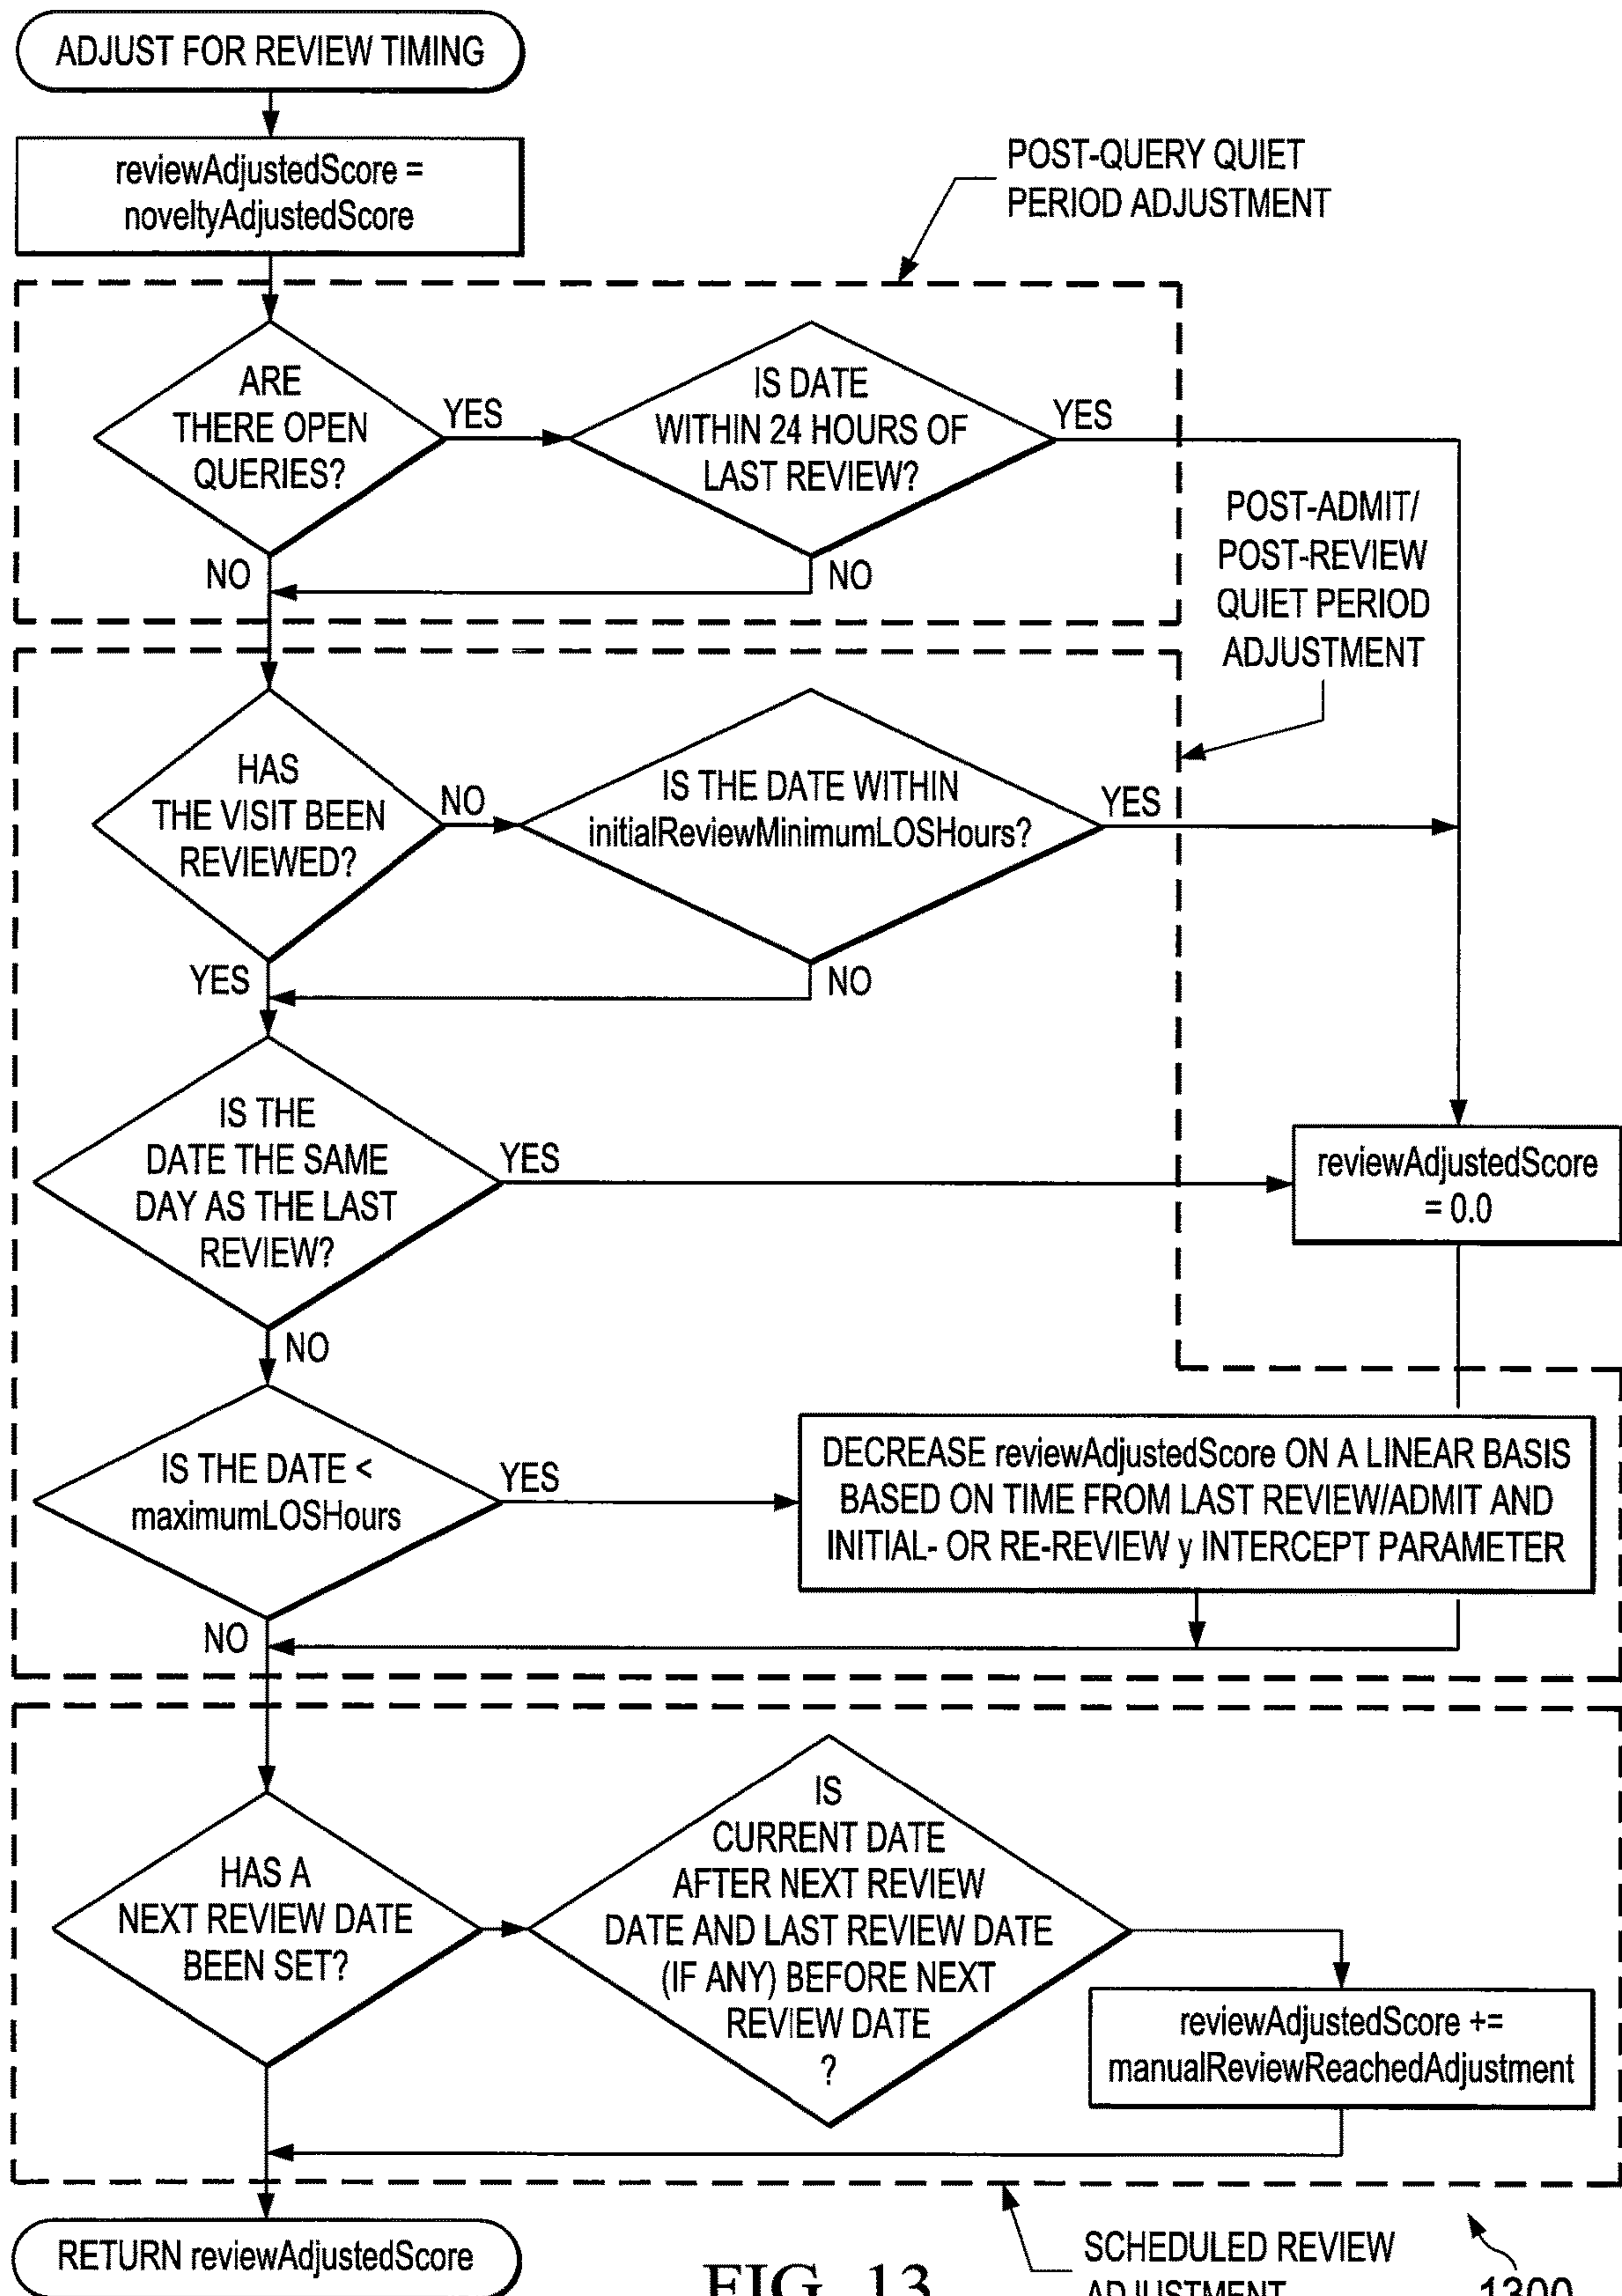 ADJUST FOR REVIEW TIMING
reviewAdjustedScore =
noveltyAdjustedScore
POST-QUERY QUIET
PERIOD ADJUSTMENT
ARE
THERE OPEN
QUERIES?
YES
IS DATE
WITHIN 24 HOURS OF
LAST REVIEW?
YES
NO
NO
POST-ADMIT/
POST-REVIEW
QUIET PERIOD
ADJUSTMENT
HAS
THE VISIT BEEN
REVIEWED?
NO
IS THE DATE WITHIN
initialReviewMinimumLOSHours?
YES
YES
NO
IS THE
DATE THE SAME
DAY AS THE LAST
REVIEW?
YES
reviewAdjustedScore
= 0.0
NO
IS THE DATE <
maximumLOSHours
YES
DECREASE reviewAdjustedScore ON A LINEAR BASIS
BASED ON TIME FROM LAST REVIEW/ADMIT AND
INITIAL- OR RE-REVIEW y INTERCEPT PARAMETER
NO
HAS A
NEXT REVIEW DATE
BEEN SET?
IS
CURRENT DATE
AFTER NEXT REVIEW
DATE AND LAST REVIEW DATE
(IF ANY) BEFORE NEXT
REVIEW DATE
?
reviewAdjustedScore +=
manualReviewReachedAdjustment
RETURN reviewAdjustedScore
FIG. 13
SCHEDULED REVIEW
ADJUSTMENT
1300